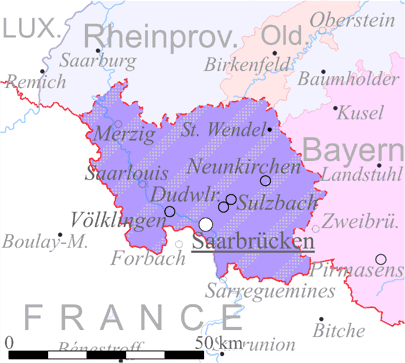 Oberstein
LUX. Rheinprov. Old.
Saarburg
Birkenfeld
Remich
Baumholder
Kusel
Merzig
St. Wendel
Bayern
Neunkirchen
Saarlouis
Landstuhl
Dudwlr.
Sulzbach
Völklingen
Zweibrü.
Boulay-M.
Saarbrücken
Forbach
Pirmasens
Sarreguemines
FRANCE
Bitche
0 50 km
Bénestroff